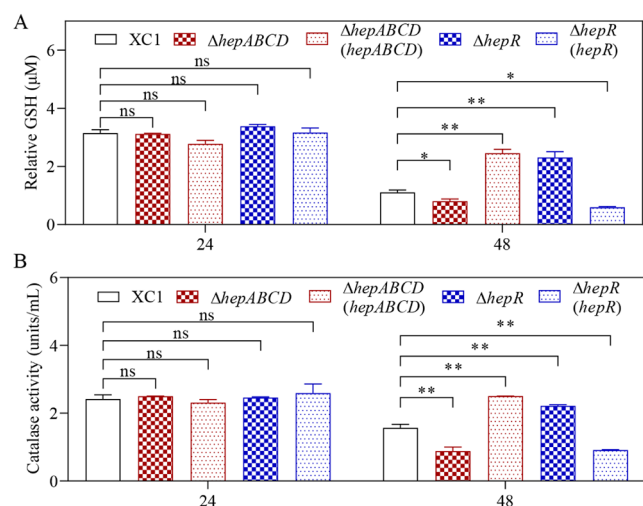 A
XC1 ΔhepABCD ΔhepABCD ΔhepR ΔhepR
(hepABCD) (hepR)
Relative GSH (μM)
6
4
2
0
ns
ns
ns
ns
*
**
**
*
24 48
B
XC1 ΔhepABCD ΔhepABCD ΔhepR ΔhepR
(hepABCD) (hepR)
Catalase activity (units/mL)
6
4
2
0
ns
ns
ns
ns
**
**
**
**
24 48